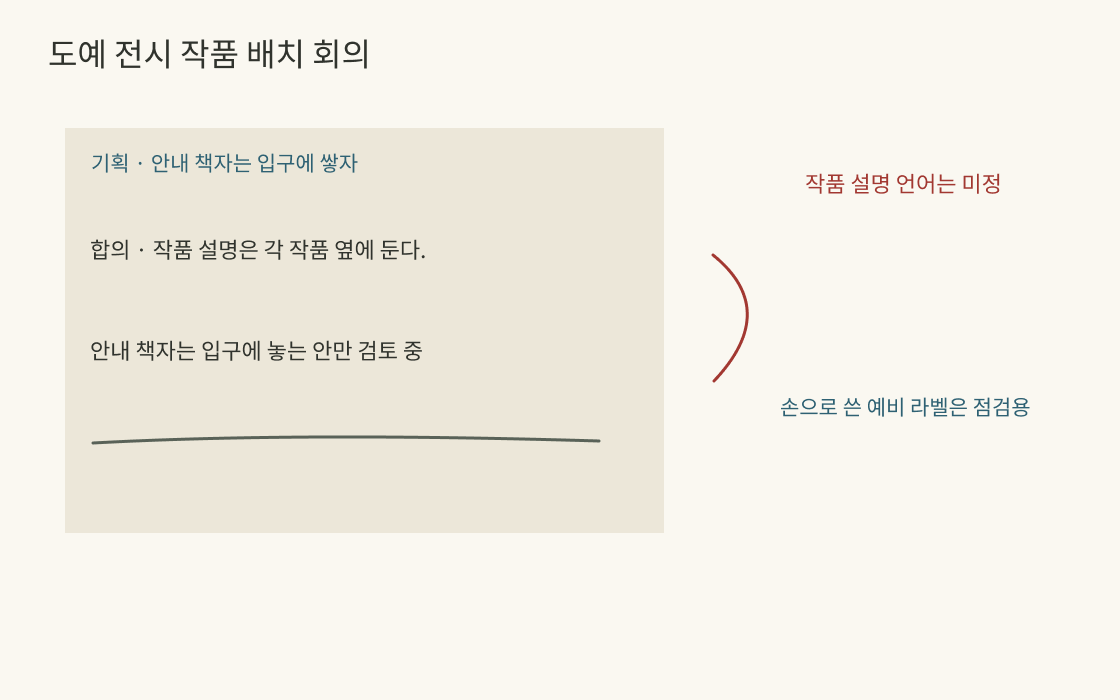 도예 전시 작품 배치 회의
기획 · 안내 책자는 입구에 쌓자
합의 · 작품 설명은 각 작품 옆에 둔다.
안내 책자는 입구에 놓는 안만 검토 중
작품 설명 언어는 미정
손으로 쓴 예비 라벨은 점검용